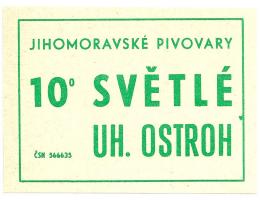 JIHOMORAVSKÉ PIVOVARY
10° SVĚTLÉ
UH. OSTROH
ČSN 566635